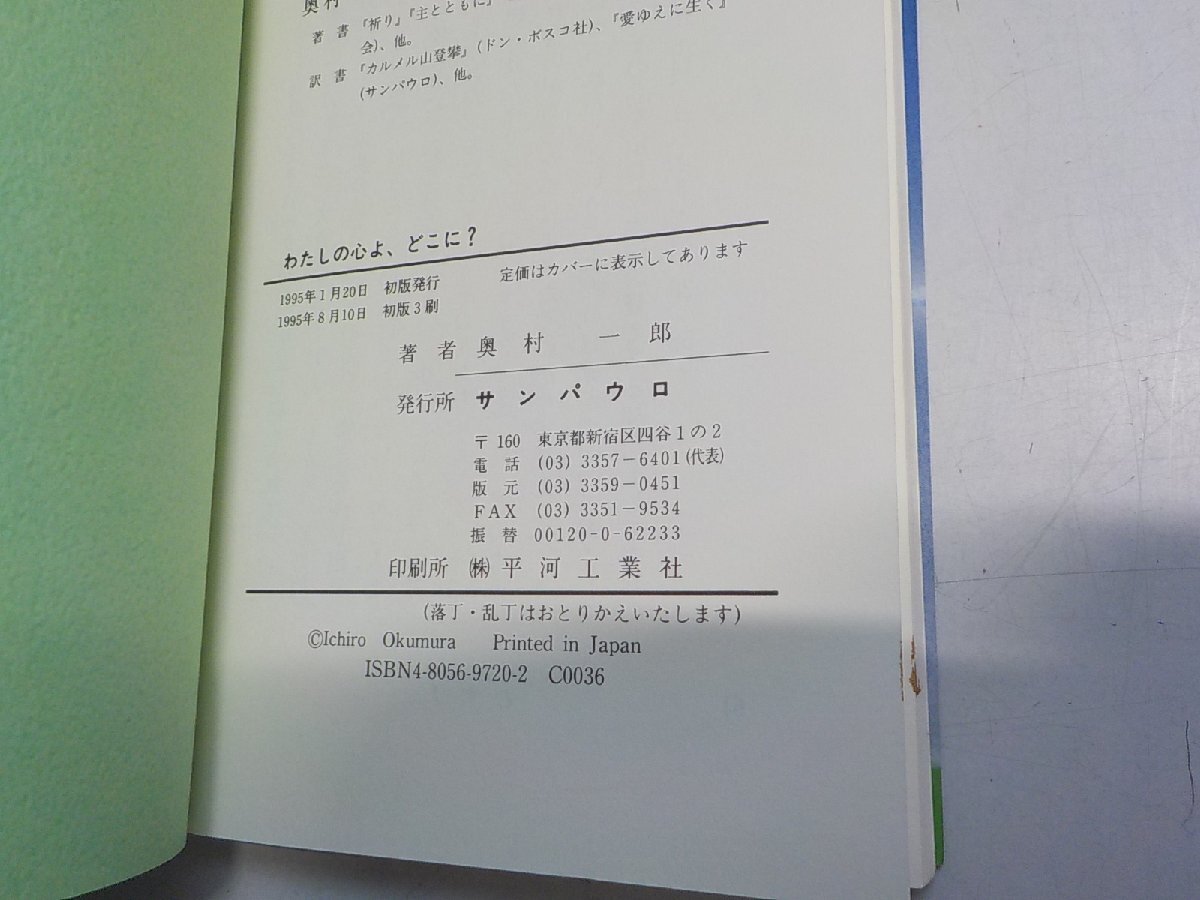 奥村
著 書 『祈り』『主とともに』
会)、他。
訳 書 『カルメル山登攀』(ドン・ボスコ社)、『愛ゆえに生く』
(サンパウロ)、他。
わたしの心よ、どこに?
1995年1月20日 初版発行 定価はカバーに表示してあります
1995年8月10日 初版3刷
著 者 奥 村 一 郎
発行所 サ ン パ ウ ロ
〒160 東京都新宿区四谷1の2
電 話 (03) 3357-6401(代表)
版 元 (03) 3359-0451
FAX (03) 3351-9534
振 替 00120-0-62233
印刷所 ㈱ 平 河 工 業 社
(落丁・乱丁はおとりかえいたします)
©Ichiro Okumura Printed in Japan
ISBN4-8056-9720-2 C0036